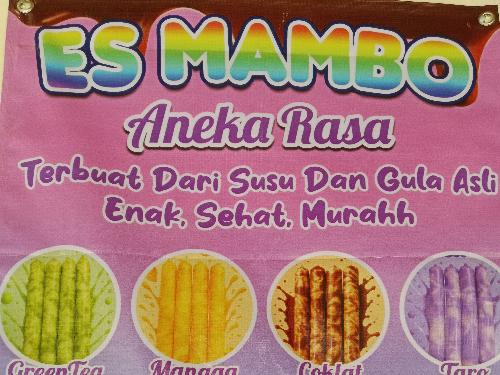 ES MAMBO
Aneka Rasa
Terbuat Dari Susu Dan Gula Asli
Enak, Sehat, Murahh
GreenTea Mangga Coklat Taro